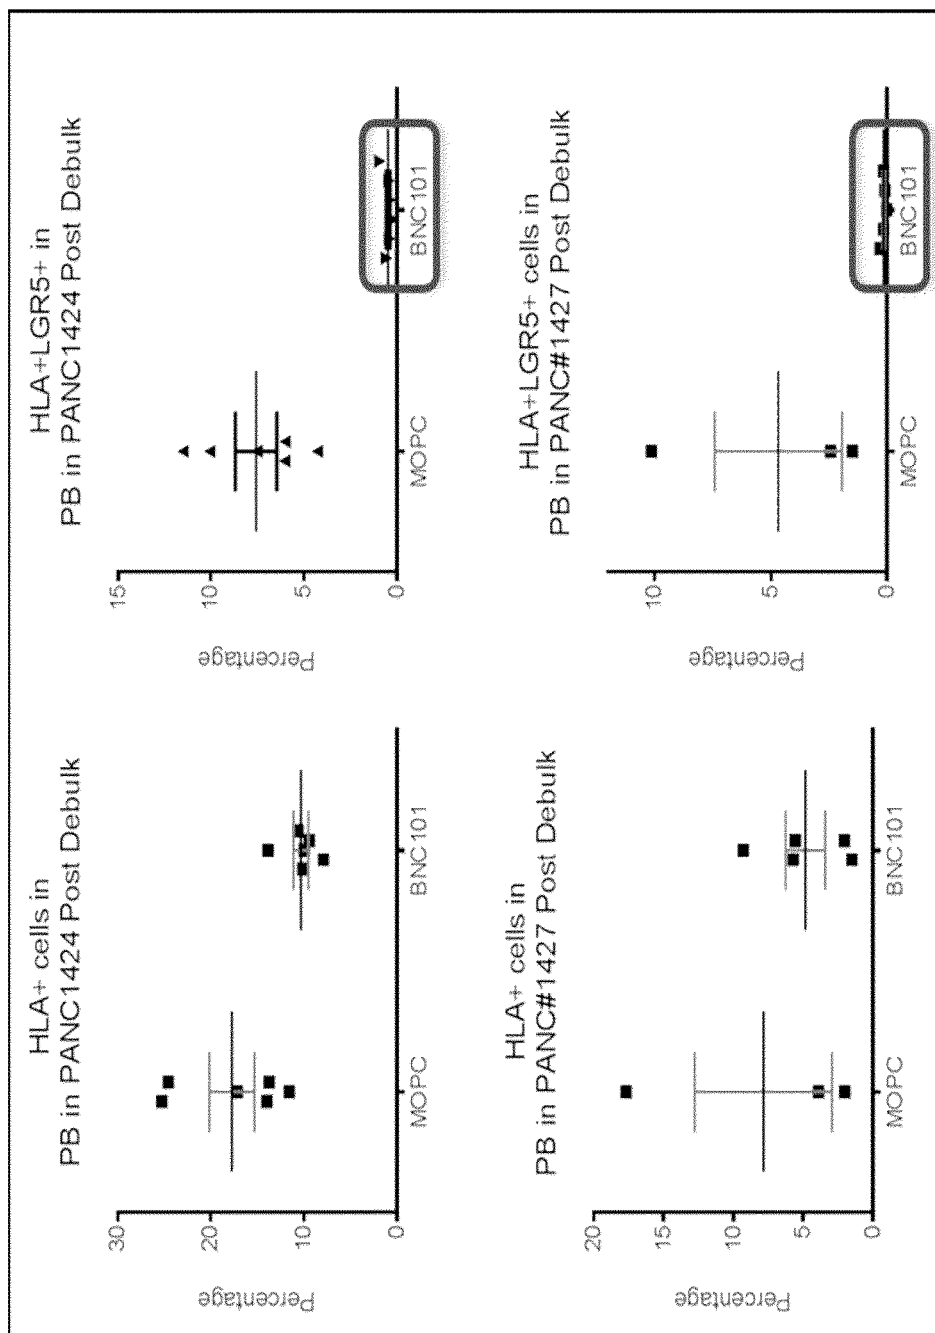 HLA+ cells in
PB in PANC1424 Post Debulk
Percentage
30
20
10
0
MOPC
BNC101
HLA+LGR5+ in
PB in PANC1424 Post Debulk
Percentage
15
10
5
0
MOPC
BNC101
HLA+ cells in
PB in PANC#1427 Post Debulk
Percentage
20
15
10
5
0
MOPC
BNC101
HLA+LGR5+ cells in
PB in PANC#1427 Post Debulk
Percentage
10
5
0
MOPC
BNC101